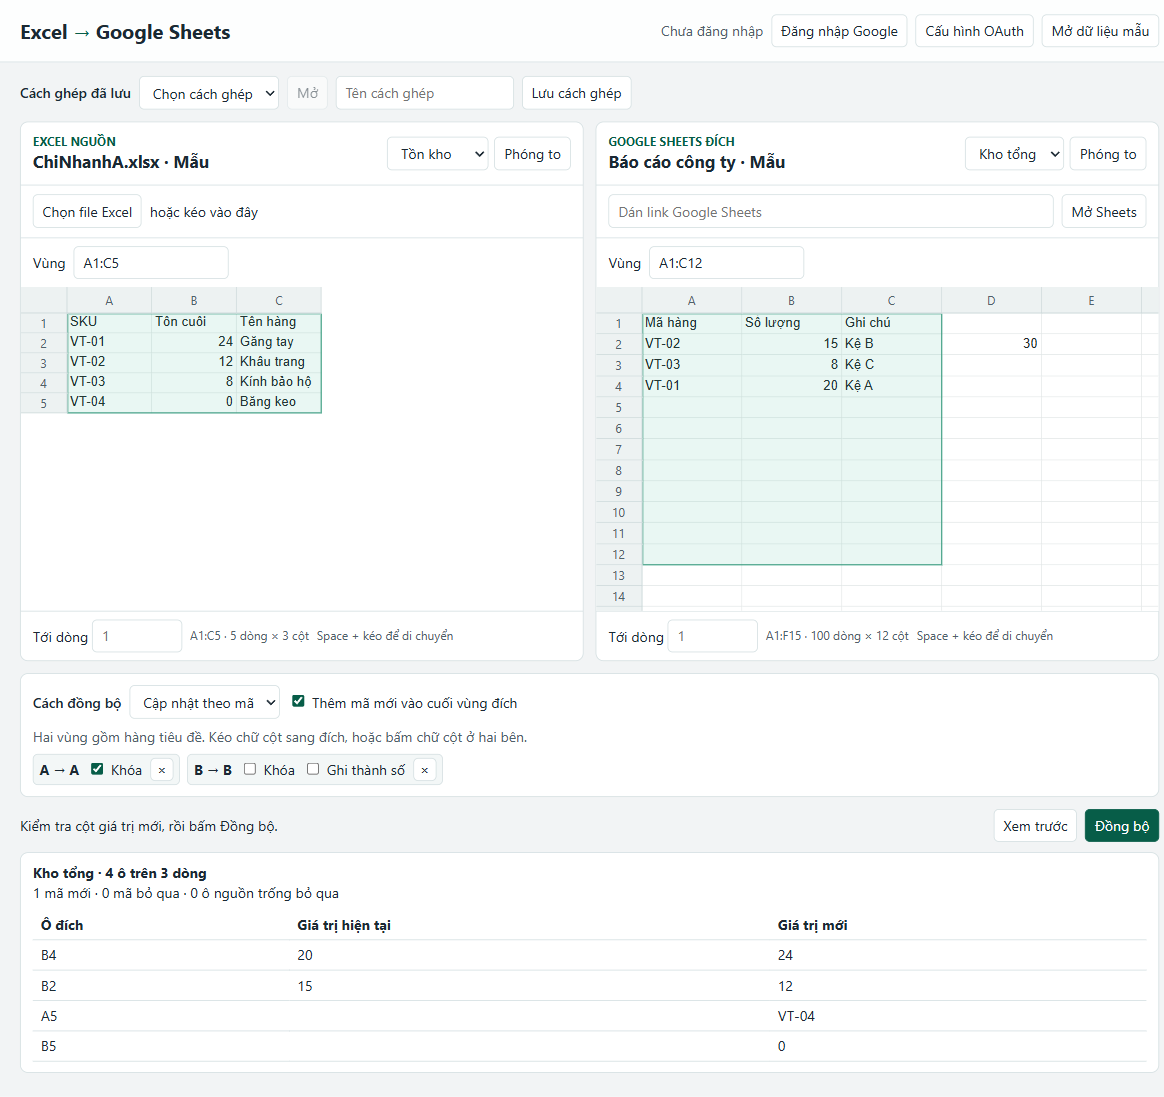 Excel → Google Sheets
Chưa đăng nhập Đăng nhập Google Cấu hình OAuth Mở dữ liệu mẫu
Cách ghép đã lưu Chọn cách ghép Mở Tên cách ghép Lưu cách ghép
EXCEL NGUỒN
ChiNhanhA.xlsx · Mẫu
Tồn kho Phóng to
Chọn file Excel hoặc kéo vào đây
Vùng A1:C5
A B C
1 SKU Tồn cuối Tên hàng
2 VT-01 24 Găng tay
3 VT-02 12 Khẩu trang
4 VT-03 8 Kính bảo hộ
5 VT-04 0 Băng keo
Tới dòng 1 A1:C5 · 5 dòng × 3 cột Space + kéo để di chuyển
GOOGLE SHEETS ĐÍCH
Báo cáo công ty · Mẫu
Kho tổng Phóng to
Dán link Google Sheets Mở Sheets
Vùng A1:C12
A B C D E
1 Mã hàng Số lượng Ghi chú
2 VT-02 15 Kệ B 30
3 VT-03 8 Kệ C
4 VT-01 20 Kệ A
5
6
7
8
9
10
11
12
13
14
Tới dòng 1 A1:F15 · 100 dòng × 12 cột Space + kéo để di chuyển
Cách đồng bộ Cập nhật theo mã Thêm mã mới vào cuối vùng đích
Hai vùng gồm hàng tiêu đề. Kéo chữ cột sang đích, hoặc bấm chữ cột ở hai bên.
A → A Khóa × B → B Khóa Ghi thành số ×
Kiểm tra cột giá trị mới, rồi bấm Đồng bộ. Xem trước Đồng bộ
Kho tổng · 4 ô trên 3 dòng
1 mã mới · 0 mã bỏ qua · 0 ô nguồn trống bỏ qua
Ô đích Giá trị hiện tại Giá trị mới
B4 20 24
B2 15 12
A5 VT-04
B5 0